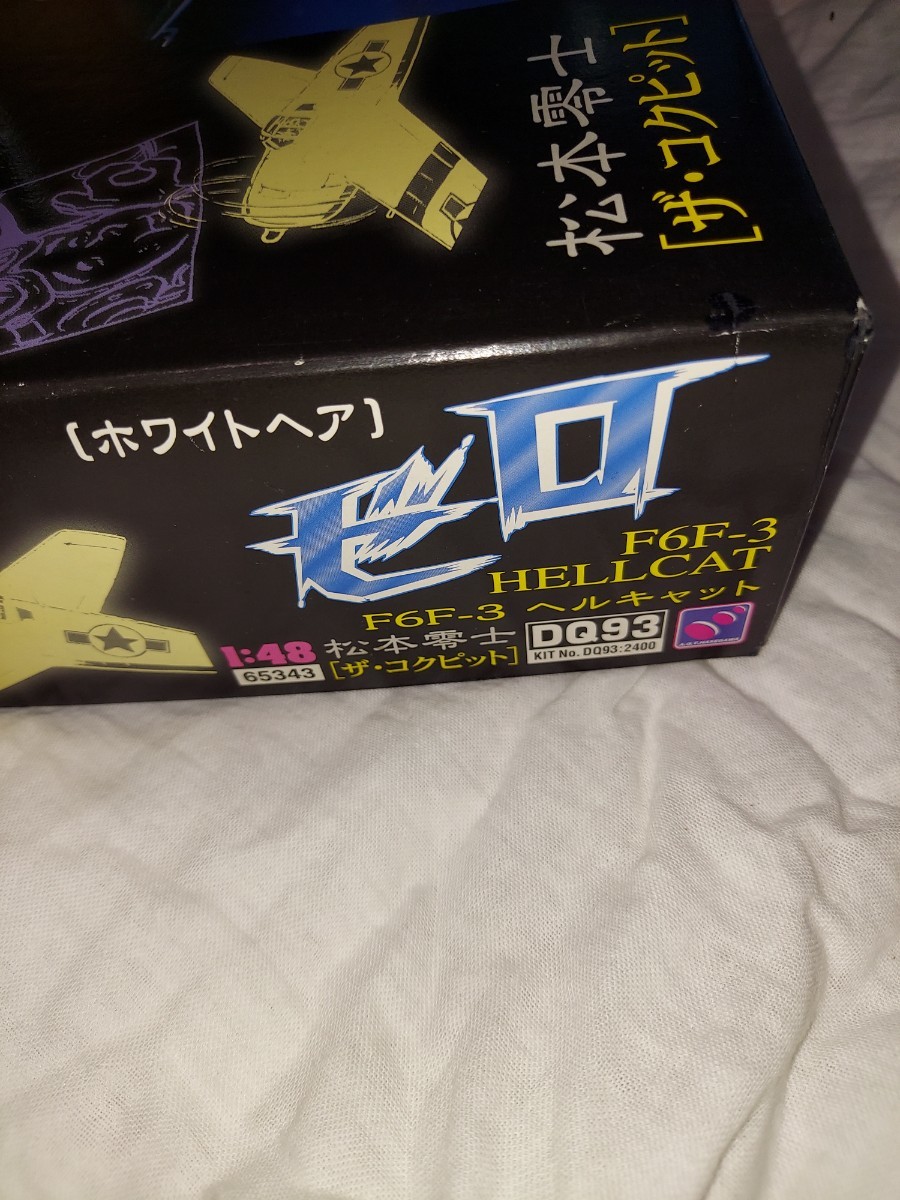 松本零士
[ザ・コクピット]
[ホワイトヘア]
ゼロ
F6F-3
HELLCAT
F6F-3 ヘルキャット
1:48
65343
松本零士
[ザ・コクピット]
DQ93
KIT No. DQ93:2400